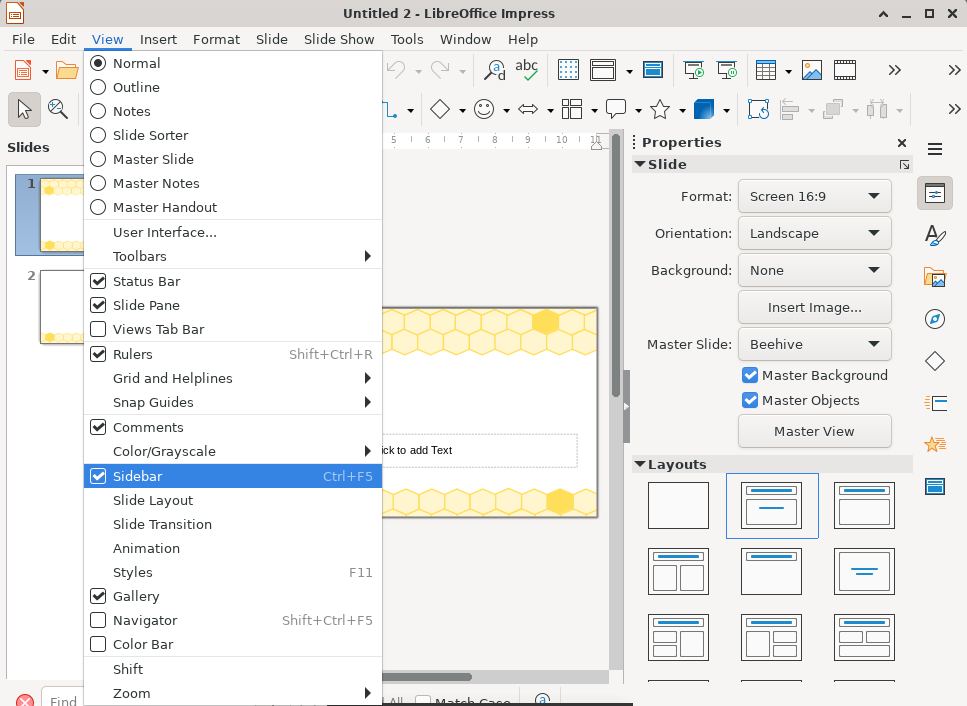 Untitled 2 - LibreOffice Impress
File Edit View Insert Format Slide Slide Show Tools Window Help
abc
Normal
Outline
Notes
Slide Sorter
Master Slide
Master Notes
Master Handout
User Interface...
Toolbars
Status Bar
Slide Pane
Views Tab Bar
Rulers Shift+Ctrl+R
Grid and Helplines
Snap Guides
Comments
Color/Grayscale
Sidebar Ctrl+F5
Slide Layout
Slide Transition
Animation
Styles F11
Gallery
Navigator Shift+Ctrl+F5
Color Bar
Shift
Zoom
Slides
1
2
5 6 7 8 9 10 11
ick to add Text
Properties
Slide
Format: Screen 16:9
Orientation: Landscape
Background: None
Insert Image...
Master Slide: Beehive
Master Background
Master Objects
Master View
Layouts
Find All Match Case